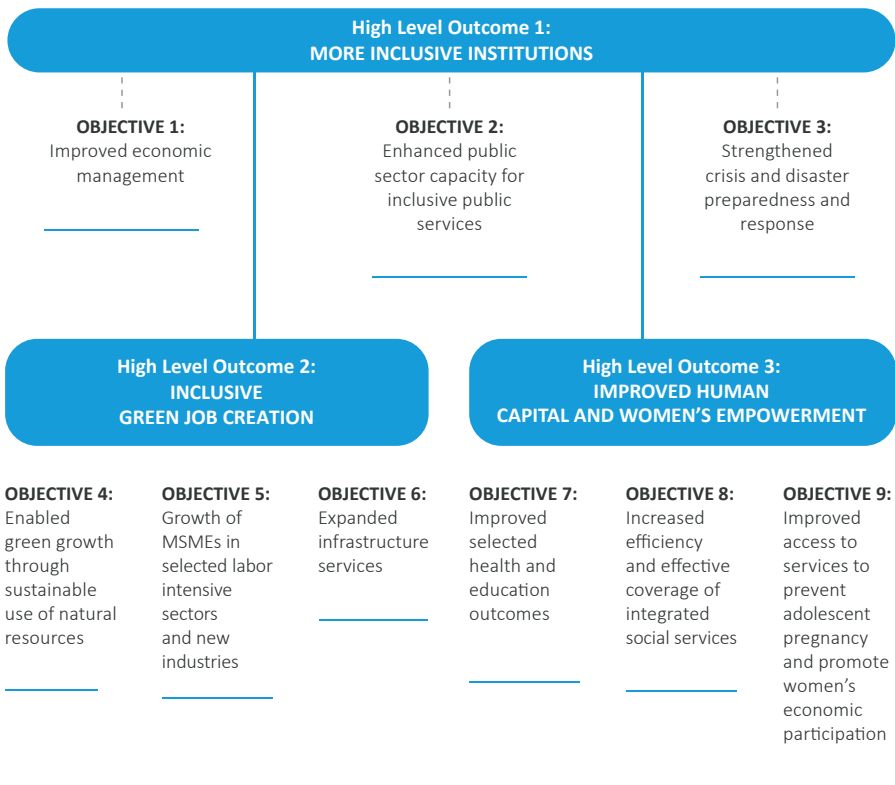 High Level Outcome 1:
MORE INCLUSIVE INSTITUTIONS
OBJECTIVE 1:
Improved economic
management
OBJECTIVE 2:
Enhanced public
sector capacity for
inclusive public
services
OBJECTIVE 3:
Strengthened
crisis and disaster
preparedness and
response
High Level Outcome 2:
INCLUSIVE
GREEN JOB CREATION
High Level Outcome 3:
IMPROVED HUMAN
CAPITAL AND WOMEN’S EMPOWERMENT
OBJECTIVE 4:
Enabled
green growth
through
sustainable
use of natural
resources
OBJECTIVE 5:
Growth of
MSMEs in
selected labor
intensive
sectors
and new
industries
OBJECTIVE 6:
Expanded
infrastructure
services
OBJECTIVE 7:
Improved
selected
health and
education
outcomes
OBJECTIVE 8:
Increased
efficiency
and effective
coverage of
integrated
social services
OBJECTIVE 9:
Improved
access to
services to
prevent
adolescent
pregnancy
and promote
women’s
economic
participation